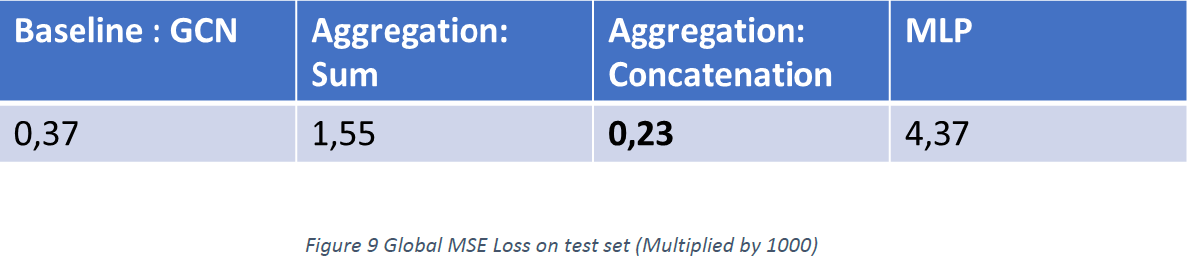 Baseline : GCN
Aggregation:
Sum
Aggregation:
Concatenation
MLP
0,37
1,55
0,23
4,37
Figure 9 Global MSE Loss on test set (Multiplied by 1000)